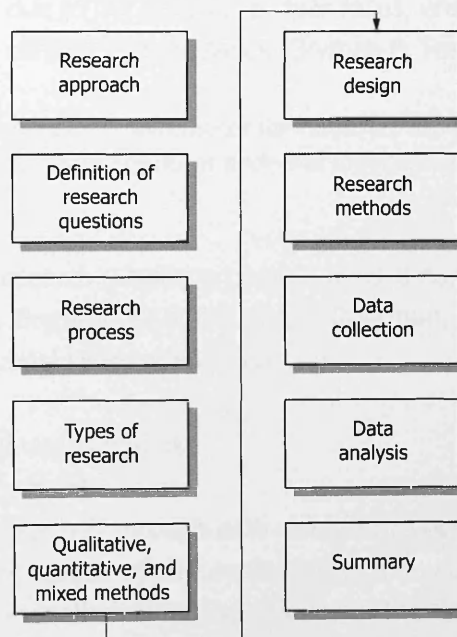 Research
approach
Definition of
research
questions
Research
process
Types of
research
Qualitative,
quantitative, and
mixed methods
Research
design
Research
methods
Data
collection
Data
analysis
Summary